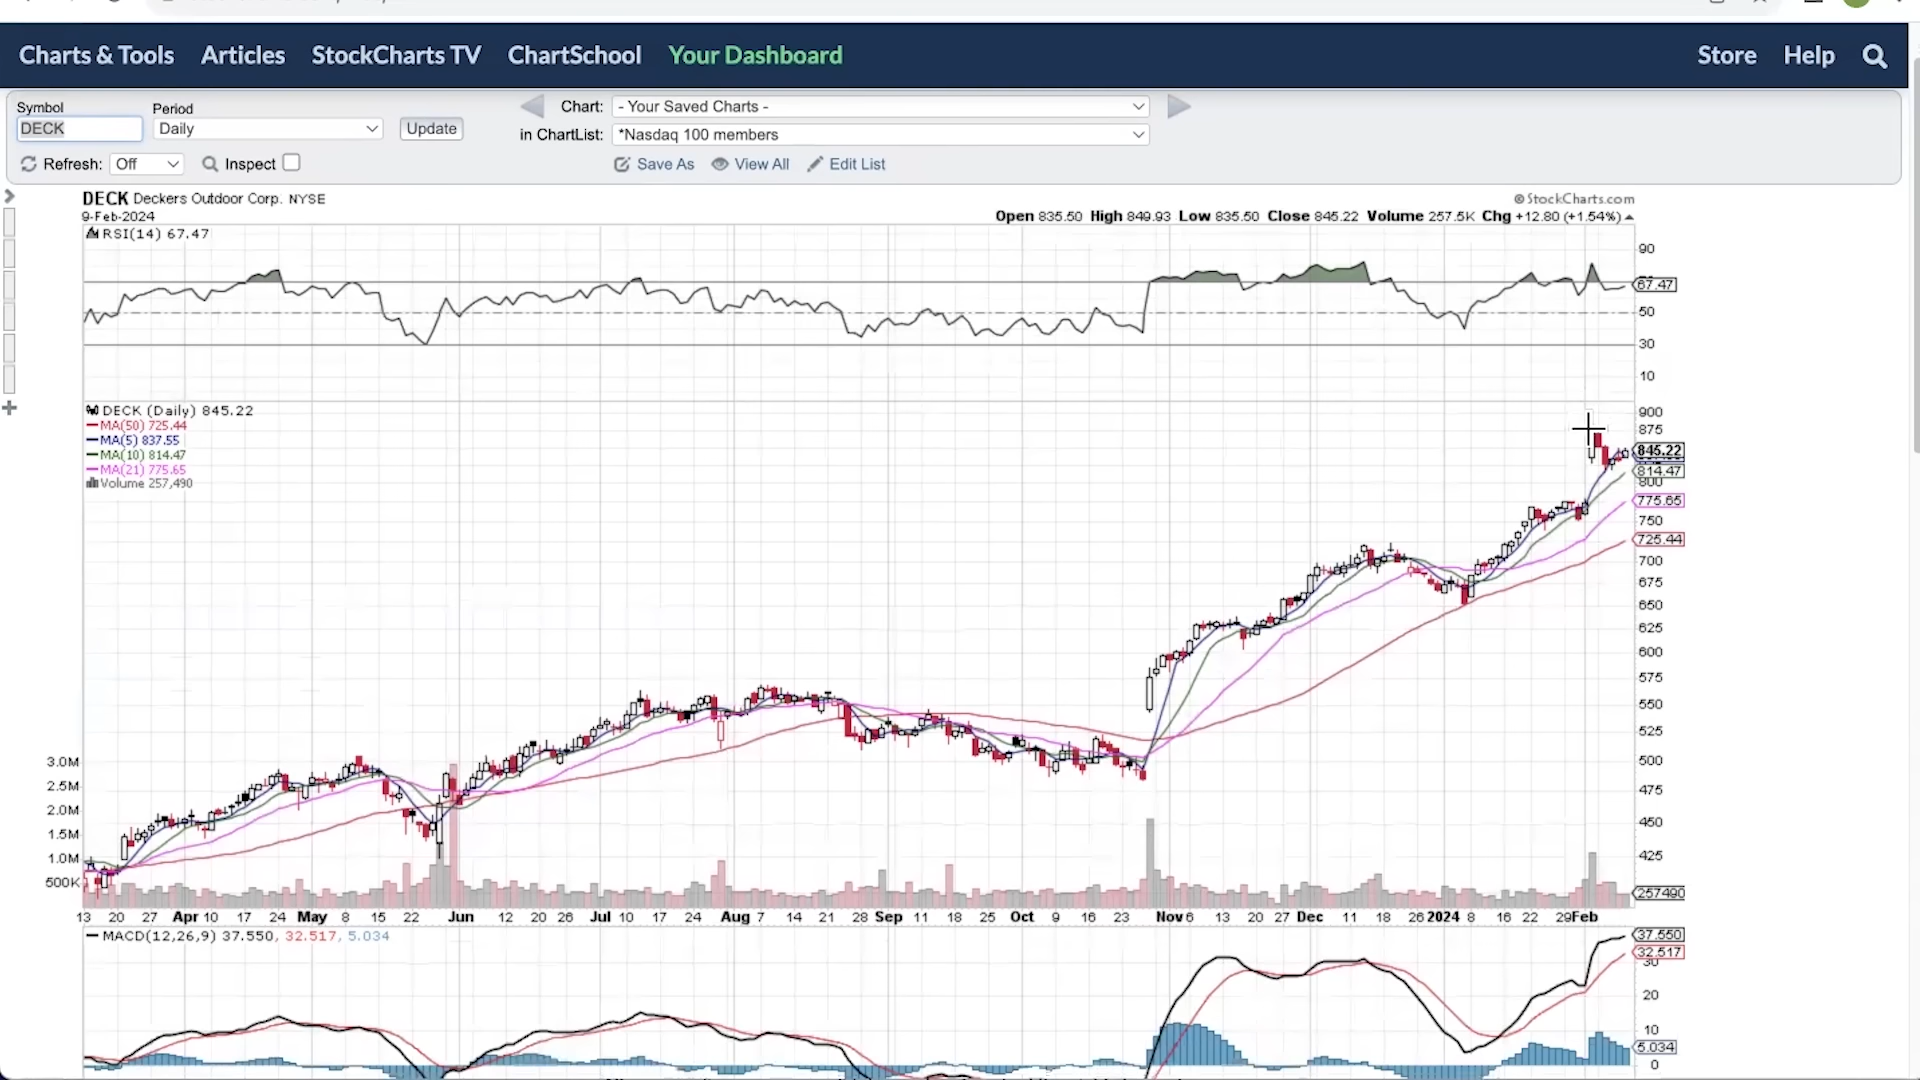 Charts & Tools Articles StockCharts TV ChartSchool Your Dashboard Store Help
Symbol Period Chart: - Your Saved Charts -
DECK Daily Update in ChartList: *Nasdaq 100 members
Refresh: Off Inspect Save As View All Edit List
DECK Deckers Outdoor Corp. NYSE © StockCharts.com
9-Feb-2024 Open 835.50 High 849.93 Low 835.50 Close 845.22 Volume 257.5K Chg +12.80 (+1.54%)
RSI(14) 67.47
90
67.47
50
30
10
DECK (Daily) 845.22
MA(50) 725.44
MA(5) 837.55
MA(10) 814.47
MA(21) 775.65
Volume 257,490
900
875
845.22
814.47
800
775.65
750
725.44
700
675
650
625
600
575
550
525
3.0M 500
2.5M 475
2.0M
1.5M 450
1.0M 425
500K 257490
13 20 27 Apr 10 17 24 May 8 15 22 Jun 12 20 26 Jul 10 17 24 Aug 7 14 21 28 Sep 11 18 25 Oct 9 16 23 Nov 6 13 20 27 Dec 11 18 26 2024 8 16 22 29 Feb
MACD(12,26,9) 37.550, 32.517, 5.034
37.550
32.517
30
20
10
5.034
0